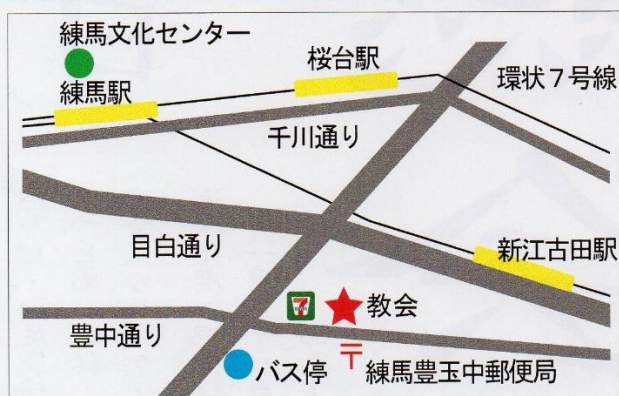 練馬文化センター
桜台駅
環状７号線
練馬駅
千川通り
目白通り
新江古田駅
7
教会
豊中通り
バス停
〒
練馬豊玉中郵便局